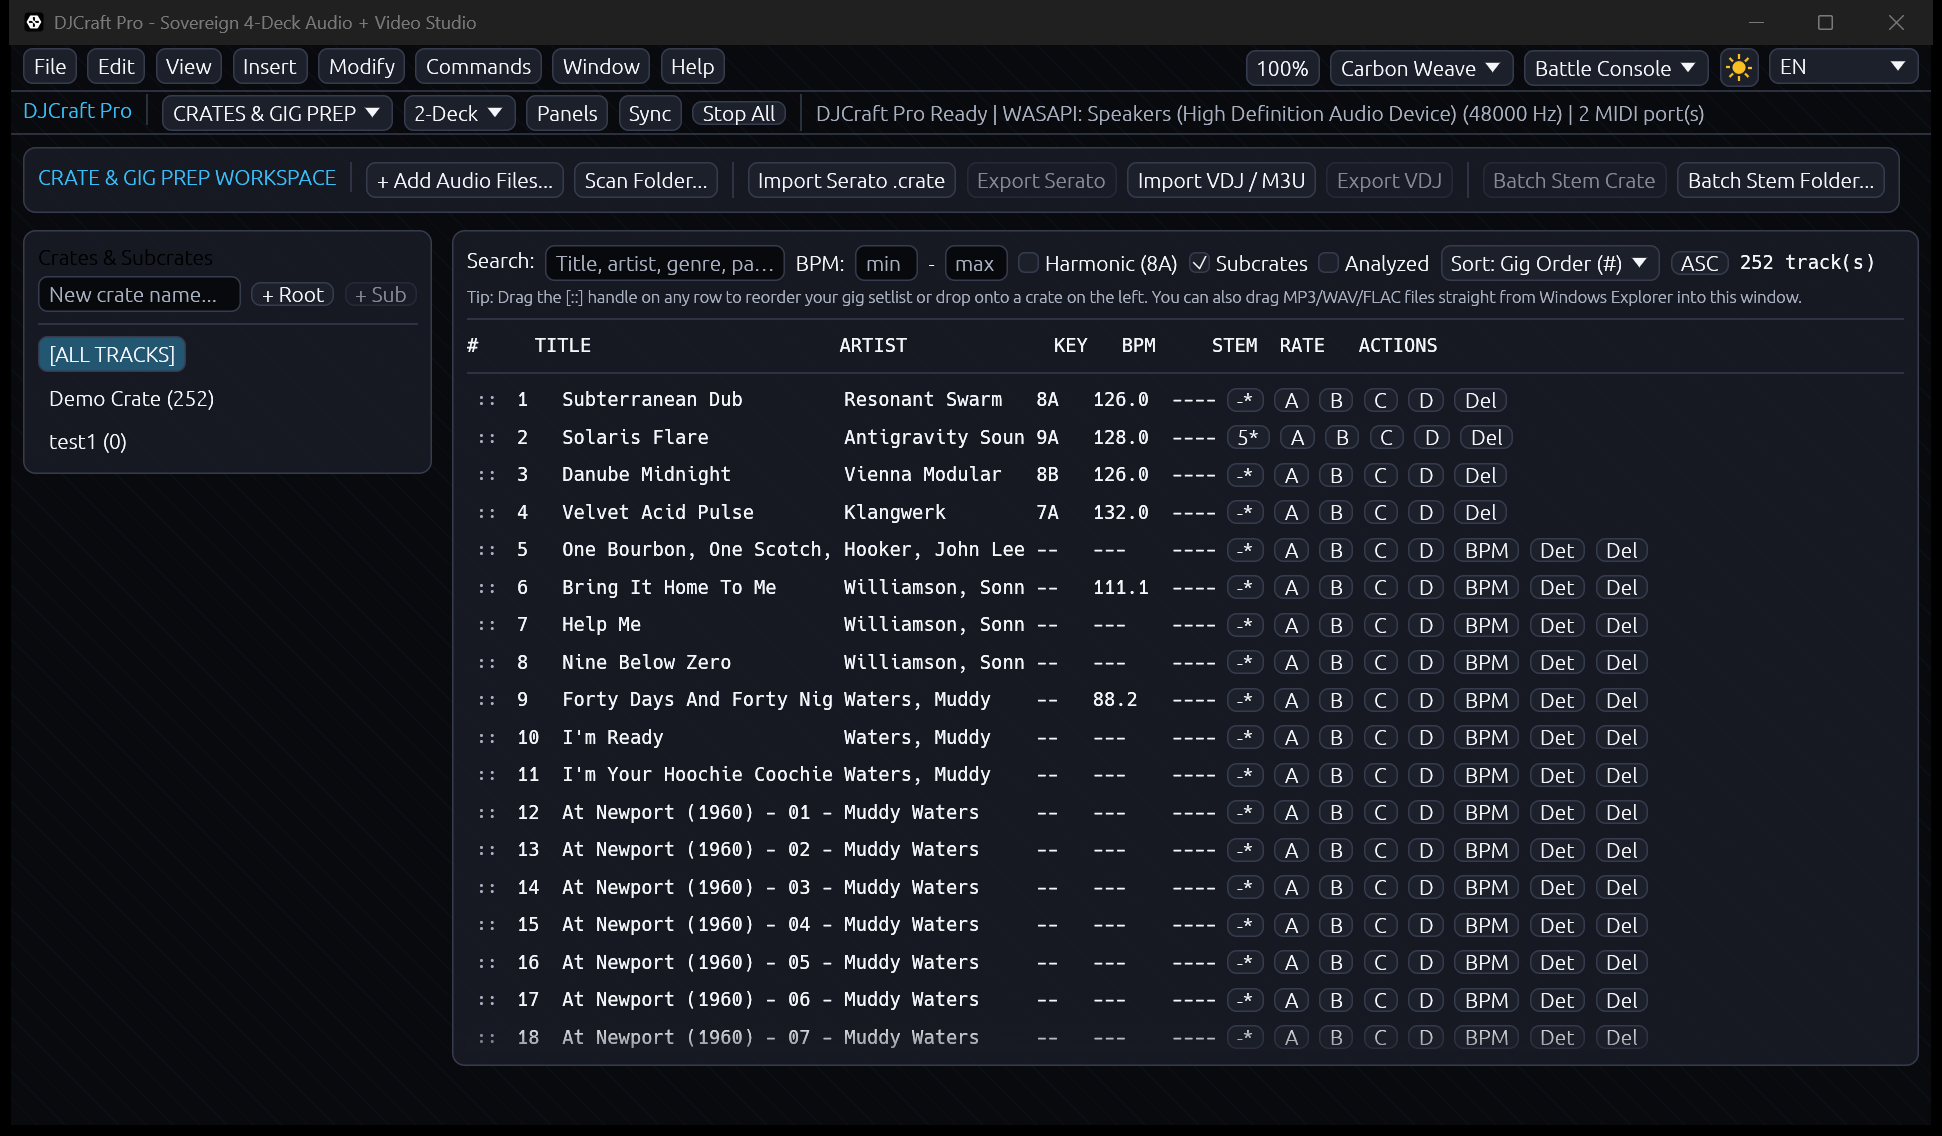 DJCraft Pro - Sovereign 4-Deck Audio + Video Studio
File Edit View Insert Modify Commands Window Help 100% Carbon Weave Battle Console EN
DJCraft Pro CRATES & GIG PREP 2-Deck Panels Sync Stop All DJCraft Pro Ready | WASAPI: Speakers (High Definition Audio Device) (48000 Hz) | 2 MIDI port(s)
CRATE & GIG PREP WORKSPACE + Add Audio Files... Scan Folder... Import Serato .crate Export Serato Import VDJ / M3U Export VDJ Batch Stem Crate Batch Stem Folder...
Crates & Subcrates
New crate name... + Root + Sub
[ALL TRACKS]
Demo Crate (252)
test1 (0)
Search: Title, artist, genre, pa... BPM: min - max Harmonic (8A) Subcrates Analyzed Sort: Gig Order (#) ASC 252 track(s)
Tip: Drag the [::] handle on any row to reorder your gig setlist or drop onto a crate on the left. You can also drag MP3/WAV/FLAC files straight from Windows Explorer into this window.
# TITLE ARTIST KEY BPM STEM RATE ACTIONS
:: 1 Subterranean Dub Resonant Swarm 8A 126.0 ---- -* A B C D Del
:: 2 Solaris Flare Antigravity Soun 9A 128.0 ---- 5* A B C D Del
:: 3 Danube Midnight Vienna Modular 8B 126.0 ---- -* A B C D Del
:: 4 Velvet Acid Pulse Klangwerk 7A 132.0 ---- -* A B C D Del
:: 5 One Bourbon, One Scotch, Hooker, John Lee -- --- ---- -* A B C D BPM Det Del
:: 6 Bring It Home To Me Williamson, Sonn -- 111.1 ---- -* A B C D BPM Det Del
:: 7 Help Me Williamson, Sonn -- --- ---- -* A B C D BPM Det Del
:: 8 Nine Below Zero Williamson, Sonn -- --- ---- -* A B C D BPM Det Del
:: 9 Forty Days And Forty Nig Waters, Muddy -- 88.2 ---- -* A B C D BPM Det Del
:: 10 I'm Ready Waters, Muddy -- --- ---- -* A B C D BPM Det Del
:: 11 I'm Your Hoochie Coochie Waters, Muddy -- --- ---- -* A B C D BPM Det Del
:: 12 At Newport (1960) - 01 - Muddy Waters -- --- ---- -* A B C D BPM Det Del
:: 13 At Newport (1960) - 02 - Muddy Waters -- --- ---- -* A B C D BPM Det Del
:: 14 At Newport (1960) - 03 - Muddy Waters -- --- ---- -* A B C D BPM Det Del
:: 15 At Newport (1960) - 04 - Muddy Waters -- --- ---- -* A B C D BPM Det Del
:: 16 At Newport (1960) - 05 - Muddy Waters -- --- ---- -* A B C D BPM Det Del
:: 17 At Newport (1960) - 06 - Muddy Waters -- --- ---- -* A B C D BPM Det Del
:: 18 At Newport (1960) - 07 - Muddy Waters -- --- ---- -* A B C D BPM Det Del